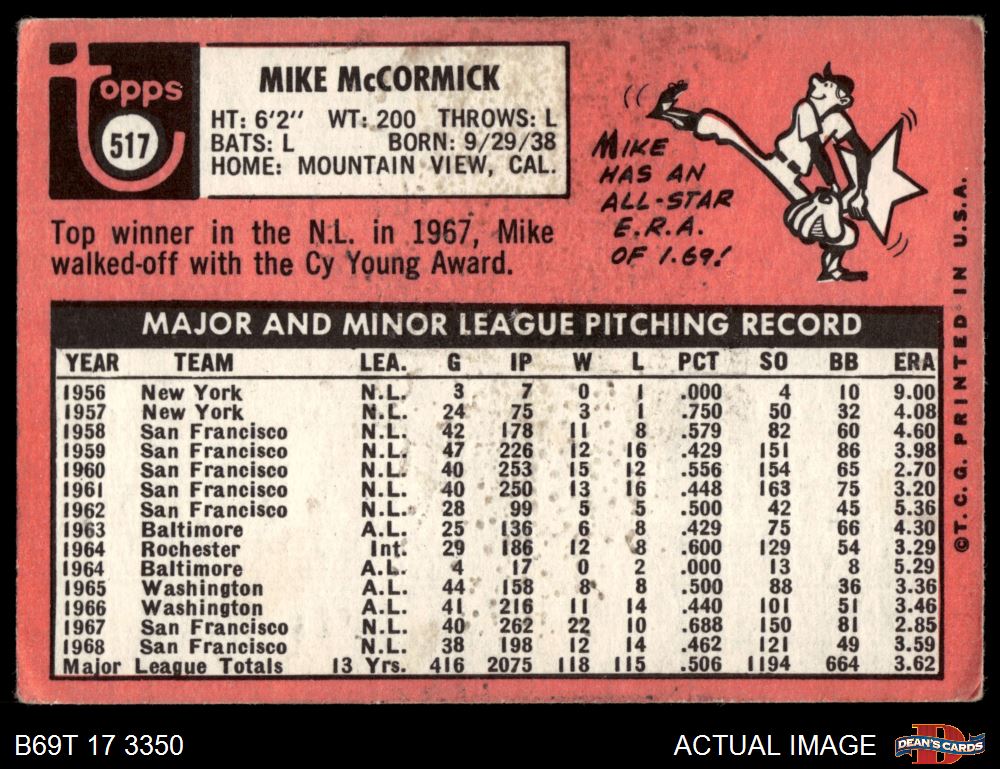 topps
517
MIKE McCORMICK
HT: 6'2" WT: 200 THROWS: L
BATS: L BORN: 9/29/38
HOME: MOUNTAIN VIEW, CAL.
Top winner in the N.L. in 1967, Mike
walked-off with the Cy Young Award.
MIKE
HAS AN
ALL-STAR
E.R.A.
OF 1.69!
MAJOR AND MINOR LEAGUE PITCHING RECORD
YEAR TEAM LEA. G IP W L PCT SO BB ERA
1956 New York N.L. 3 7 0 1 .000 4 10 9.00
1957 New York N.L. 24 75 3 1 .750 50 32 4.08
1958 San Francisco N.L. 42 178 11 8 .579 82 60 4.60
1959 San Francisco N.L. 47 226 12 16 .429 151 86 3.98
1960 San Francisco N.L. 40 253 15 12 .556 154 65 2.70
1961 San Francisco N.L. 40 250 13 16 .448 163 75 3.20
1962 San Francisco N.L. 28 99 5 5 .500 42 45 5.36
1963 Baltimore A.L. 25 136 6 8 .429 75 66 4.30
1964 Rochester Int. 29 186 12 8 .600 129 54 3.29
1964 Baltimore A.L. 4 17 0 2 .000 13 8 5.29
1965 Washington A.L. 44 158 8 8 .500 88 36 3.36
1966 Washington A.L. 41 216 11 14 .440 101 51 3.46
1967 San Francisco N.L. 40 262 22 10 .688 150 81 2.85
1968 San Francisco N.L. 38 198 12 14 .462 121 49 3.59
Major League Totals 13 Yrs. 416 2075 118 115 .506 1194 664 3.62
©T.C.G. PRINTED IN U.S.A.
B69T 17 3350
ACTUAL IMAGE
D
DEAN'S CARDS